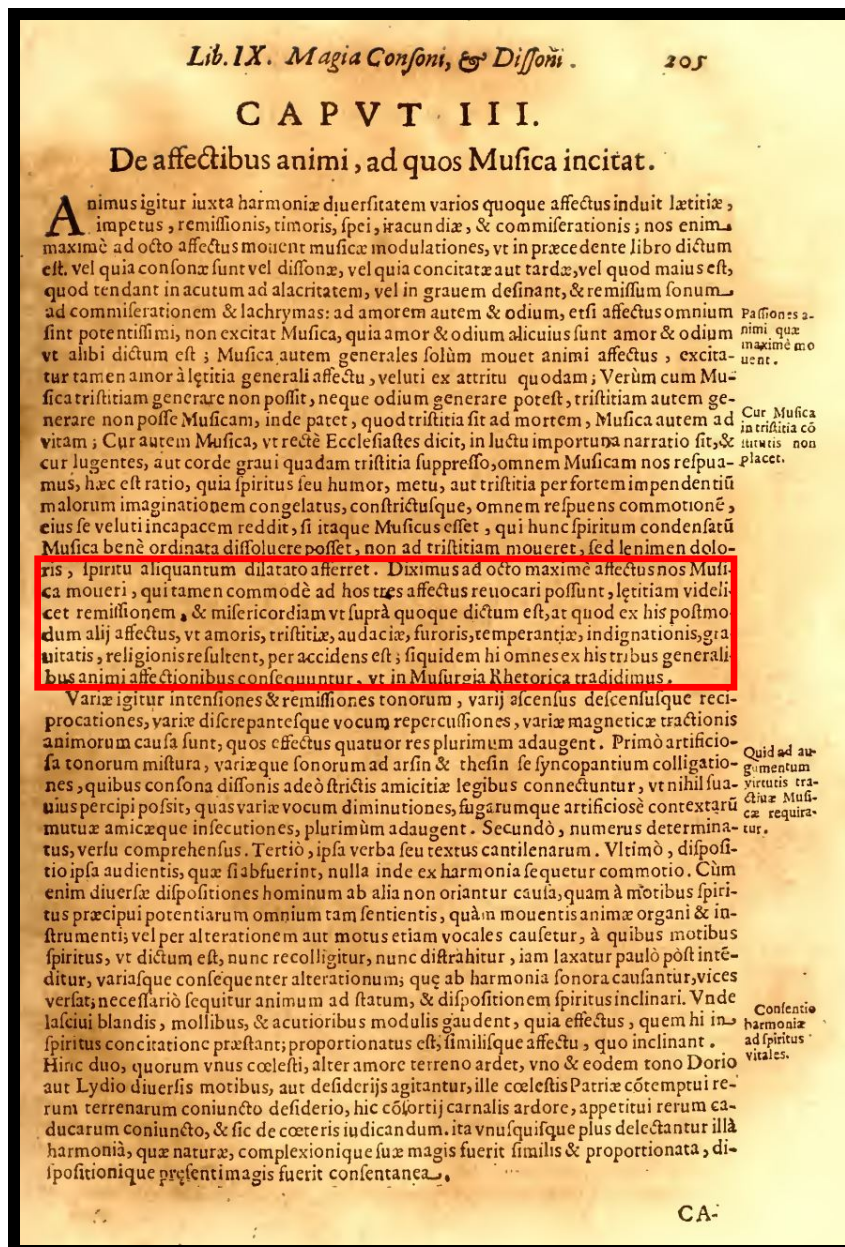 Lib. IX. Magia Conſoni, & Diſſoni. 205
CAPVT III.
De affectibus animi, ad quos Muſica incitat.
Animus igitur iuxta harmoniæ diuerſitatem varios quoque affectus induit lætitiæ,
impetus, remiſſionis, timoris, ſpei, iracundiæ, & commiſerationis; nos enim
maximè ad octo affectus mouent muſicæ modulationes, vt in præcedente libro dictum
eſt. vel quia conſonæ ſunt vel diſſonæ, vel quia concitatæ aut tardæ, vel quod maius eſt,
quod tendant in acutum ad alacritatem, vel in grauem deſinant, & remiſſum ſonum
ad commiſerationem & lachrymas: ad amorem autem & odium, etſi affectus omnium
ſint potentiſſimi, non excitat Muſica, quia amor & odium alicuius ſunt amor & odium
vt alibi dictum eſt; Muſica autem generales ſolùm mouet animi affectus, excita-
tur tamen amor à lętitia generali affectu, veluti ex attritu quodam; Verùm cum Mu-
ſica triſtitiam generare non poſſit, neque odium generare poteſt, triſtitiam autem ge-
nerare non poſſe Muſicam, inde patet, quod triſtitia ſit ad mortem, Muſica autem ad
vitam; Cur autem Muſica, vt rectè Eccleſiaſtes dicit, in luctu importuna narratio ſit, &
cur lugentes, aut corde graui quadam triſtitia ſuppreſſo, omnem Muſicam nos reſpua-
mus, hæc eſt ratio, quia ſpiritus ſeu humor, metu, aut triſtitia per fortem impendentiū
malorum imaginationem congelatus, conſtrictuſque, omnem reſpuens commotionē,
eius ſe veluti incapacem reddit, ſi itaque Muſicus eſſet, qui hunc ſpiritum condenſatū
Muſica benè ordinata diſſoluere poſſet, non ad triſtitiam moueret, ſed lenimen dolo-
ris, ſpiritu aliquantum dilatato afferret. Diximus ad octo maximè affectus nos Muſi-
ca moueri, qui tamen commodè ad hos tres affectus reuocari poſſunt, lętitiam videli-
cet remiſſionem, & miſericordiam vt ſuprà quoque dictum eſt, at quod ex his poſtmo-
dum alij affectus, vt amoris, triſtitiæ, audaciæ, furoris, temperantiæ, indignationis, gra-
uitatis, religionis reſultent, per accidens eſt; ſiquidem hi omnes ex his tribus generali-
bus animi affectionibus conſequuntur, vt in Muſurgia Rhetorica tradidimus.
Variæ igitur intenſiones & remiſſiones tonorum, varij aſcenſus deſcenſuſque reci-
procationes, variæ diſcrepanteſque vocum repercuſſiones, variæ magneticæ tractionis
animorum cauſa ſunt, quos effectus quatuor res plurimum adaugent. Primò artificio-
ſa tonorum miſtura, variæque ſonorum ad arſin & theſin ſe ſyncopantium colligatio-
nes, quibus conſona diſſonis adeò ſtrictis amicitiæ legibus connectuntur, vt nihil ſua-
uius percipi poſsit, quas variæ vocum diminutiones, fugarumque artificioſè contextarū
mutuæ amicæque inſecutiones, plurimùm adaugent. Secundò, numerus determina-
tus, verſu comprehenſus. Tertiò, ipſa verba ſeu textus cantilenarum. Vltimò, diſpoſi-
tio ipſa audientis, quæ ſi abfuerint, nulla inde ex harmonia ſequetur commotio. Cùm
enim diuerſæ diſpoſitiones hominum ab alia non oriantur cauſa, quam à motibus ſpiri-
tus præcipui potentiarum omnium tam ſentientis, quàm mouentis animæ organi & in-
ſtrumenti; vel per alterationem aut motus etiam vocales cauſetur, à quibus motibus
ſpiritus, vt dictum eſt, nunc recolligitur, nunc diſtrahitur, iam laxatur paulò pòſt intē-
ditur, variaſque conſequenter alterationum; quę ab harmonia ſonora cauſantur, vices
verſat; neceſſariò ſequitur animum ad ſtatum, & diſpoſitionem ſpiritus inclinari. Vnde
laſciui blandis, mollibus, & acutioribus modulis gaudent, quia effectus, quem hi in
ſpiritus concitatione præſtant; proportionatus eſt, ſimiliſque affectu, quo inclinant.
Hinc duo, quorum vnus cœleſti, alter amore terreno ardet, vno & eodem tono Dorio
aut Lydio diuerſis motibus, aut deſiderijs agitantur, ille cœleſtis Patriæ cōtemptui re-
rum terrenarum coniuncto deſiderio, hic cōſortij carnalis ardore, appetitui rerum ca-
ducarum coniuncto, & ſic de cœteris iudicandum. ita vnuſquiſque plus delectantur illà
harmonià, quæ naturæ, complexionique ſuæ magis fuerit ſimilis & proportionata, di-
ſpoſitionique pręſenti magis fuerit conſentanea.
CA-
Paſſiones a-
nimi quæ
maximè mo
uent.
Cur Muſica
in triſtitia cō
ſtitutis non
placet.
Quid ad au-
gumentum
virtutis tra-
ctiuæ Muſi-
cæ requira-
tur.
Conſentio
harmoniæ
ad ſpiritus
vitales.